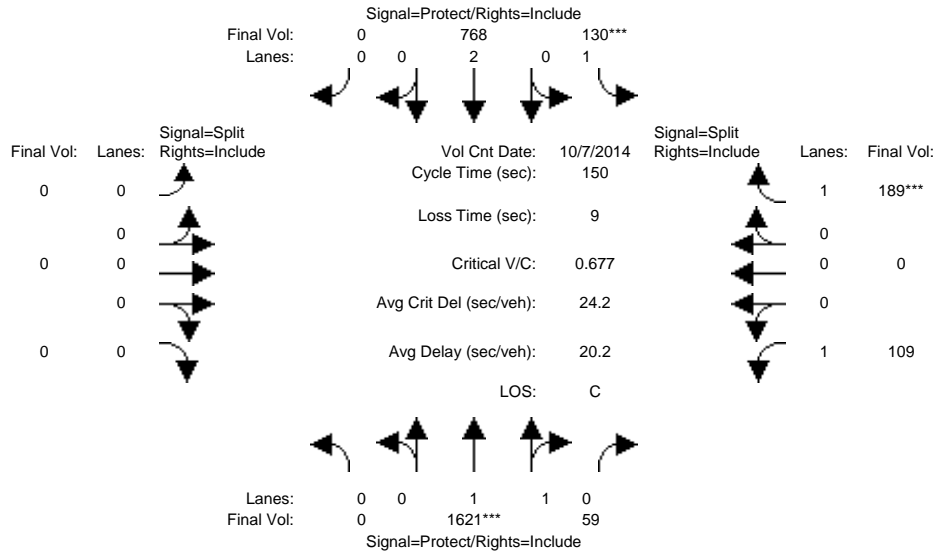 Signal=Protect/Rights=Include
Final Vol: 0 768 130***
Lanes: 0 0 2 0 1
Signal=Split Signal=Split
Final Vol: Lanes: Rights=Include Vol Cnt Date: 10/7/2014 Rights=Include Lanes: Final Vol:
Cycle Time (sec): 150
0 0 1 189***
Loss Time (sec): 9
0 0
0 0 Critical V/C: 0.677 0 0
0 Avg Crit Del (sec/veh): 24.2 0
0 0 Avg Delay (sec/veh): 20.2 1 109
LOS: C
Lanes: 0 0 1 1 0
Final Vol: 0 1621*** 59
Signal=Protect/Rights=Include